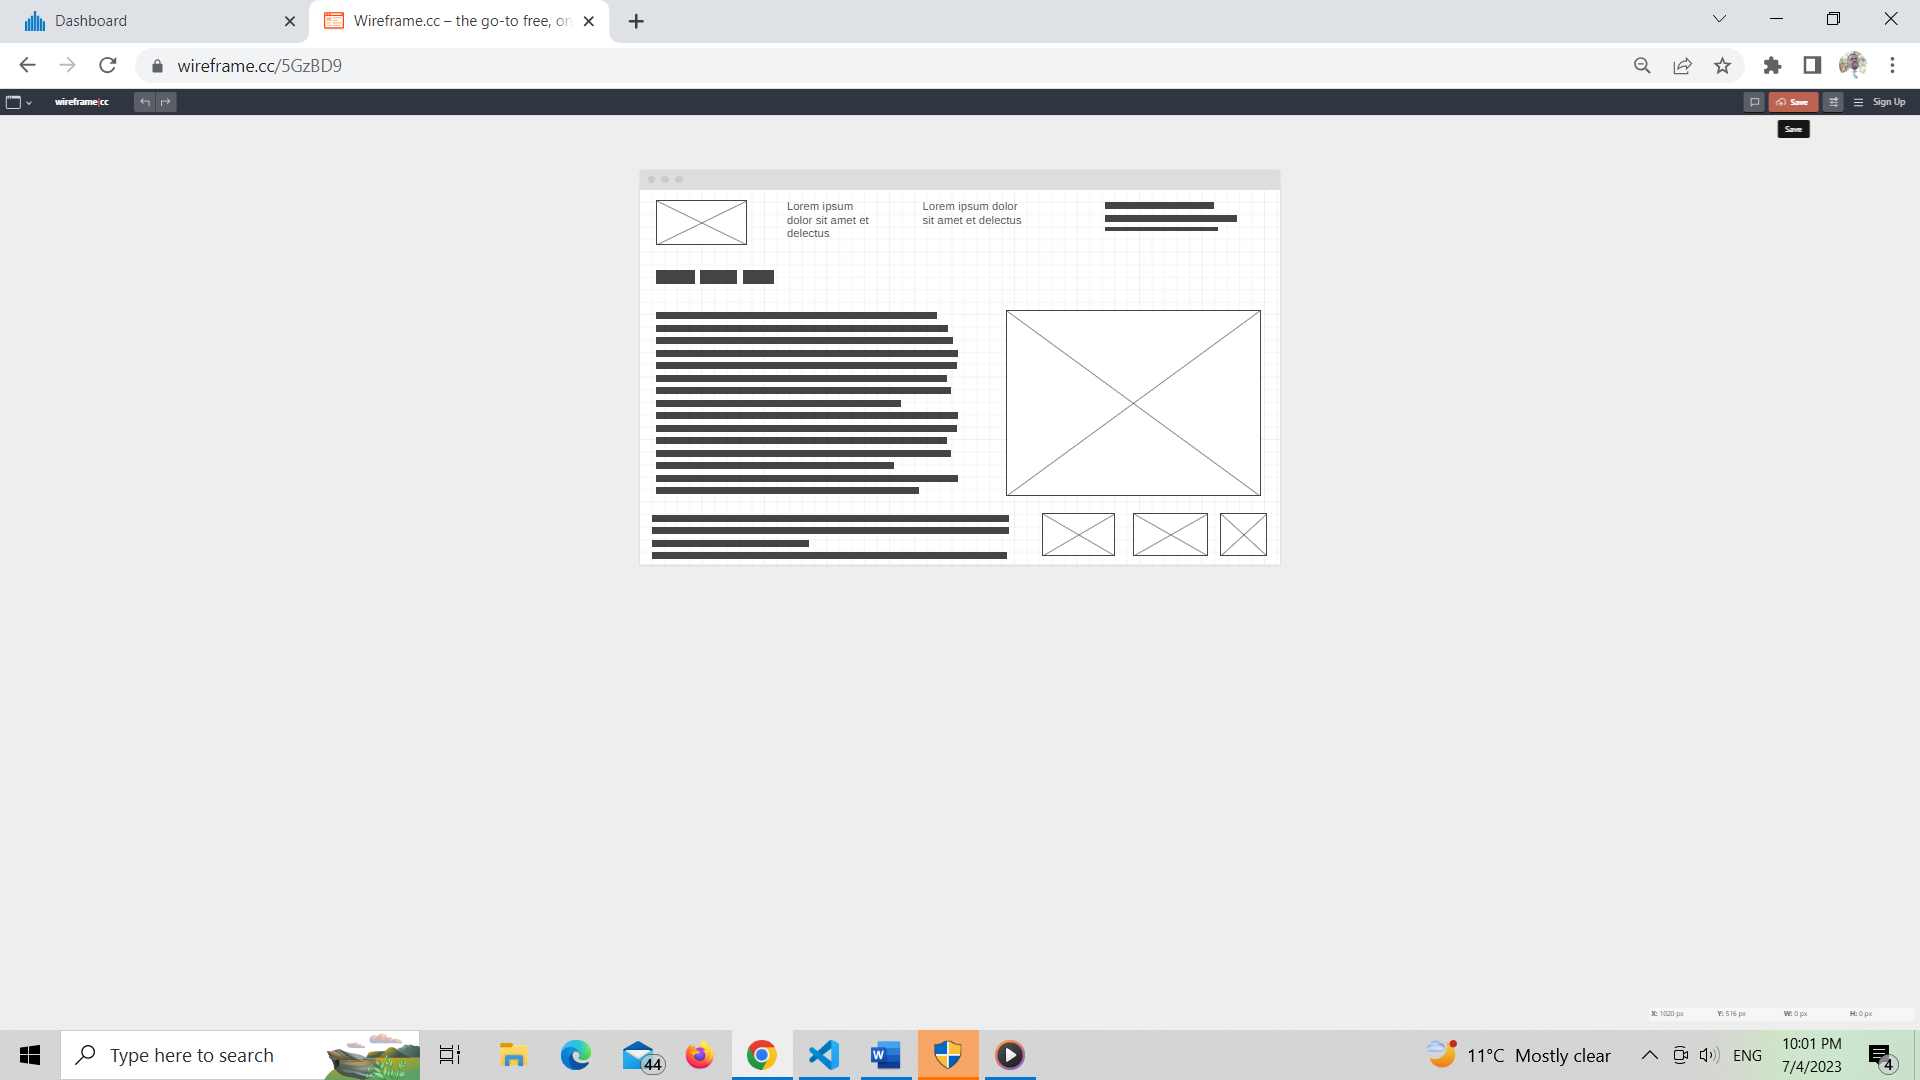 Dashboard
Wireframe.cc – the go-to free, on
wireframe.cc/5GzBD9
wireframe|cc
Save
Sign Up
Save
Lorem ipsum
dolor sit amet et
delectus
Lorem ipsum dolor
sit amet et delectus
X: 1020 px Y: 516 px W: 0 px H: 0 px
Type here to search
44
11°C Mostly clear
ENG
10:01 PM
7/4/2023
4